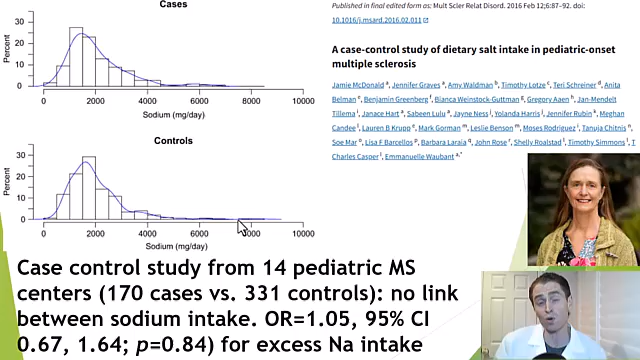 Cases
30
20
10
0
Percent
0
2000
4000
6000
8000
10000
Sodium (mg/day)
Controls
30
20
10
0
Percent
0
2000
4000
6000
8000
10000
Sodium (mg/day)
Published in final edited form as: Mult Scler Relat Disord. 2016 Feb 12;6:87–92. doi:
10.1016/j.msard.2016.02.011
A case-control study of dietary salt intake in pediatric-onset
multiple sclerosis
Jamie McDonald a, Jennifer Graves a, Amy Waldman b, Timothy Lotze c, Teri Schreiner d, Anita
Belman e, Benjamin Greenberg f, Bianca Weinstock-Guttman g, Gregory Aaen h, Jan-Mendelt
Tillema i, Janace Hart a, Sabeen Lulu a, Jayne Ness j, Yolanda Harris j, Jennifer Rubin k, Meghan
Candee l, Lauren B Krupp e, Mark Gorman m, Leslie Benson m, Moses Rodriguez i, Tanuja Chitnis n,
Soe Mar o, Lisa F Barcellos p, Barbara Laraia q, John Rose r, Shelly Roalstad l, Timothy Simmons l, T
Charles Casper l, Emmanuelle Waubant a,*
Case control study from 14 pediatric MS
centers (170 cases vs. 331 controls): no link
between sodium intake. OR=1.05, 95% CI
0.67, 1.64; p=0.84) for excess Na intake